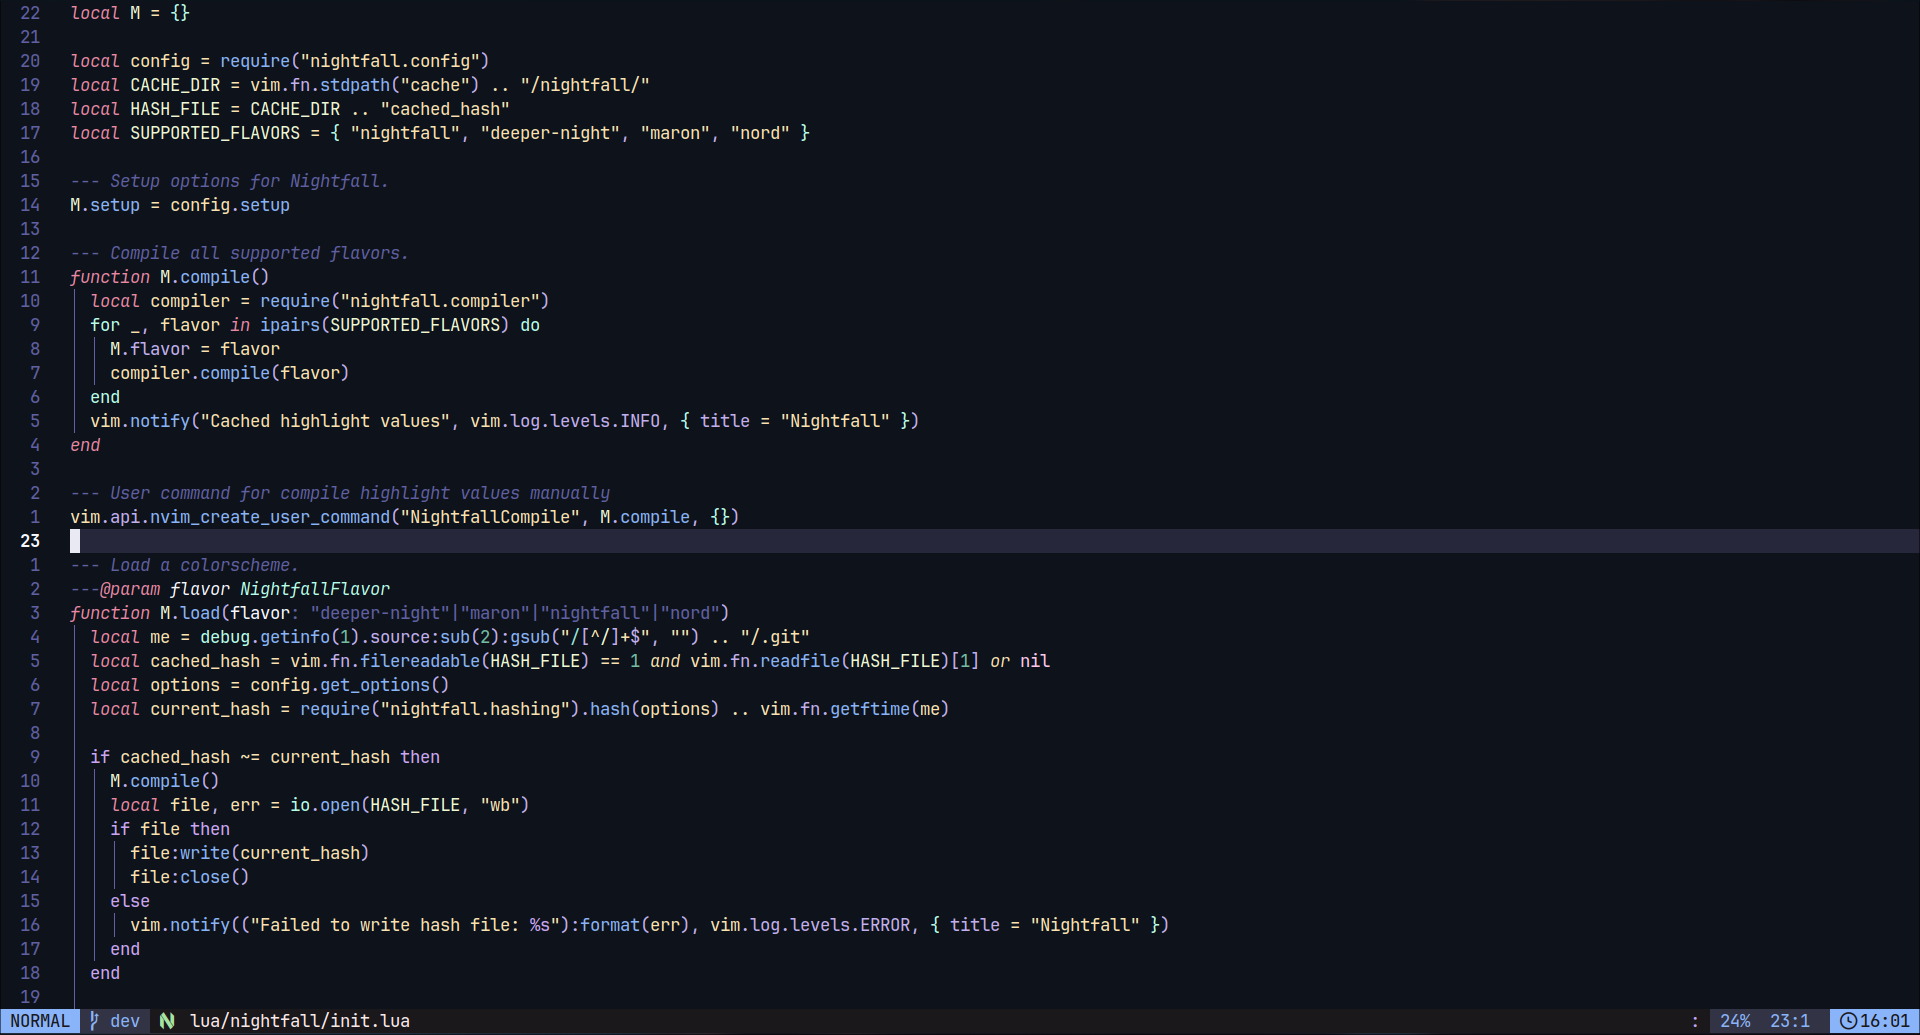 22 local M = {}
21
20 local config = require("nightfall.config")
19 local CACHE_DIR = vim.fn.stdpath("cache") .. "/nightfall/"
18 local HASH_FILE = CACHE_DIR .. "cached_hash"
17 local SUPPORTED_FLAVORS = { "nightfall", "deeper-night", "maron", "nord" }
16
15 --- Setup options for Nightfall.
14 M.setup = config.setup
13
12 --- Compile all supported flavors.
11 function M.compile()
10 local compiler = require("nightfall.compiler")
9 for _, flavor in ipairs(SUPPORTED_FLAVORS) do
8 M.flavor = flavor
7 compiler.compile(flavor)
6 end
5 vim.notify("Cached highlight values", vim.log.levels.INFO, { title = "Nightfall" })
4 end
3
2 --- User command for compile highlight values manually
1 vim.api.nvim_create_user_command("NightfallCompile", M.compile, {})
23
1 --- Load a colorscheme.
2 ---@param flavor NightfallFlavor
3 function M.load(flavor: "deeper-night"|"maron"|"nightfall"|"nord")
4 local me = debug.getinfo(1).source:sub(2):gsub("/[^/]+$", "") .. "/.git"
5 local cached_hash = vim.fn.filereadable(HASH_FILE) == 1 and vim.fn.readfile(HASH_FILE)[1] or nil
6 local options = config.get_options()
7 local current_hash = require("nightfall.hashing").hash(options) .. vim.fn.getftime(me)
8
9 if cached_hash ~= current_hash then
10 M.compile()
11 local file, err = io.open(HASH_FILE, "wb")
12 if file then
13 file:write(current_hash)
14 file:close()
15 else
16 vim.notify(("Failed to write hash file: %s"):format(err), vim.log.levels.ERROR, { title = "Nightfall" })
17 end
18 end
19
NORMAL dev lua/nightfall/init.lua : 24% 23:1 16:01